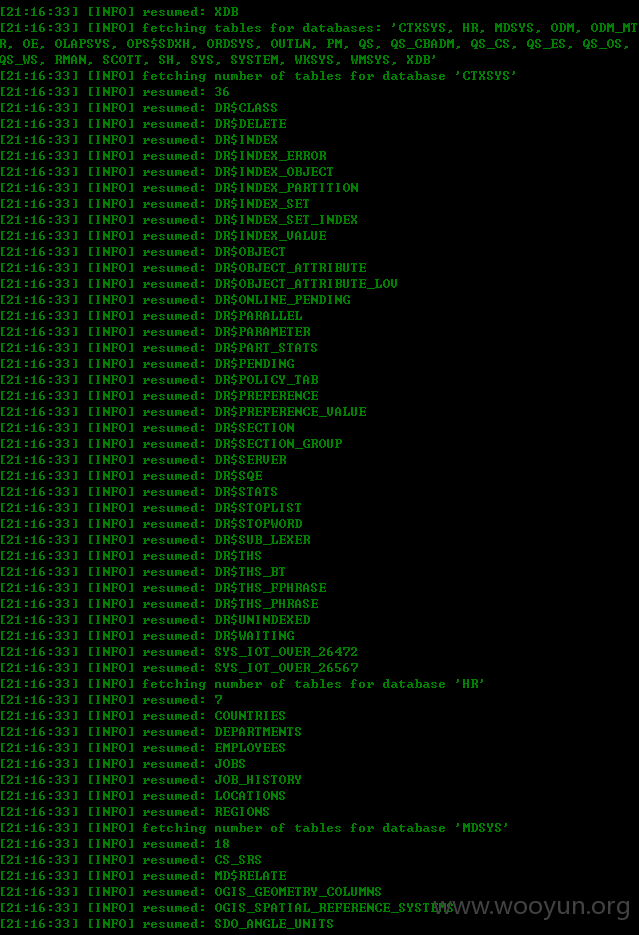 [21:16:33] [INFO] resumed: XDB
[21:16:33] [INFO] fetching tables for databases: 'CTXSYS, HR, MDSYS, ODM, ODM_MT
R, OE, OLAPSYS, OPS$SDXH, ORDSYS, OUTLN, PM, QS, QS_CBADM, QS_CS, QS_ES, QS_OS,
QS_WS, RMAN, SCOTT, SH, SYS, SYSTEM, WKSYS, WMSYS, XDB'
[21:16:33] [INFO] fetching number of tables for database 'CTXSYS'
[21:16:33] [INFO] resumed: 36
[21:16:33] [INFO] resumed: DR$CLASS
[21:16:33] [INFO] resumed: DR$DELETE
[21:16:33] [INFO] resumed: DR$INDEX
[21:16:33] [INFO] resumed: DR$INDEX_ERROR
[21:16:33] [INFO] resumed: DR$INDEX_OBJECT
[21:16:33] [INFO] resumed: DR$INDEX_PARTITION
[21:16:33] [INFO] resumed: DR$INDEX_SET
[21:16:33] [INFO] resumed: DR$INDEX_SET_INDEX
[21:16:33] [INFO] resumed: DR$INDEX_VALUE
[21:16:33] [INFO] resumed: DR$OBJECT
[21:16:33] [INFO] resumed: DR$OBJECT_ATTRIBUTE
[21:16:33] [INFO] resumed: DR$OBJECT_ATTRIBUTE_LOV
[21:16:33] [INFO] resumed: DR$ONLINE_PENDING
[21:16:33] [INFO] resumed: DR$PARALLEL
[21:16:33] [INFO] resumed: DR$PARAMETER
[21:16:33] [INFO] resumed: DR$PART_STATS
[21:16:33] [INFO] resumed: DR$PENDING
[21:16:33] [INFO] resumed: DR$POLICY_TAB
[21:16:33] [INFO] resumed: DR$PREFERENCE
[21:16:33] [INFO] resumed: DR$PREFERENCE_VALUE
[21:16:33] [INFO] resumed: DR$SECTION
[21:16:33] [INFO] resumed: DR$SECTION_GROUP
[21:16:33] [INFO] resumed: DR$SERVER
[21:16:33] [INFO] resumed: DR$SQE
[21:16:33] [INFO] resumed: DR$STATS
[21:16:33] [INFO] resumed: DR$STOPLIST
[21:16:33] [INFO] resumed: DR$STOPWORD
[21:16:33] [INFO] resumed: DR$SUB_LEXER
[21:16:33] [INFO] resumed: DR$THS
[21:16:33] [INFO] resumed: DR$THS_BT
[21:16:33] [INFO] resumed: DR$THS_FPHRASE
[21:16:33] [INFO] resumed: DR$THS_PHRASE
[21:16:33] [INFO] resumed: DR$UNINDEXED
[21:16:33] [INFO] resumed: DR$WAITING
[21:16:33] [INFO] resumed: SYS_IOT_OVER_26472
[21:16:33] [INFO] resumed: SYS_IOT_OVER_26567
[21:16:33] [INFO] fetching number of tables for database 'HR'
[21:16:33] [INFO] resumed: 7
[21:16:33] [INFO] resumed: COUNTRIES
[21:16:33] [INFO] resumed: DEPARTMENTS
[21:16:33] [INFO] resumed: EMPLOYEES
[21:16:33] [INFO] resumed: JOBS
[21:16:33] [INFO] resumed: JOB_HISTORY
[21:16:33] [INFO] resumed: LOCATIONS
[21:16:33] [INFO] resumed: REGIONS
[21:16:33] [INFO] fetching number of tables for database 'MDSYS'
[21:16:33] [INFO] resumed: 18
[21:16:33] [INFO] resumed: CS_SRS
[21:16:33] [INFO] resumed: MD$RELATE
[21:16:33] [INFO] resumed: OGIS_GEOMETRY_COLUMNS
[21:16:33] [INFO] resumed: OGIS_SPATIAL_REFERENCE_SYSTEMS
www.wooyun.org
[21:16:33] [INFO] resumed: SDO_ANGLE_UNITS